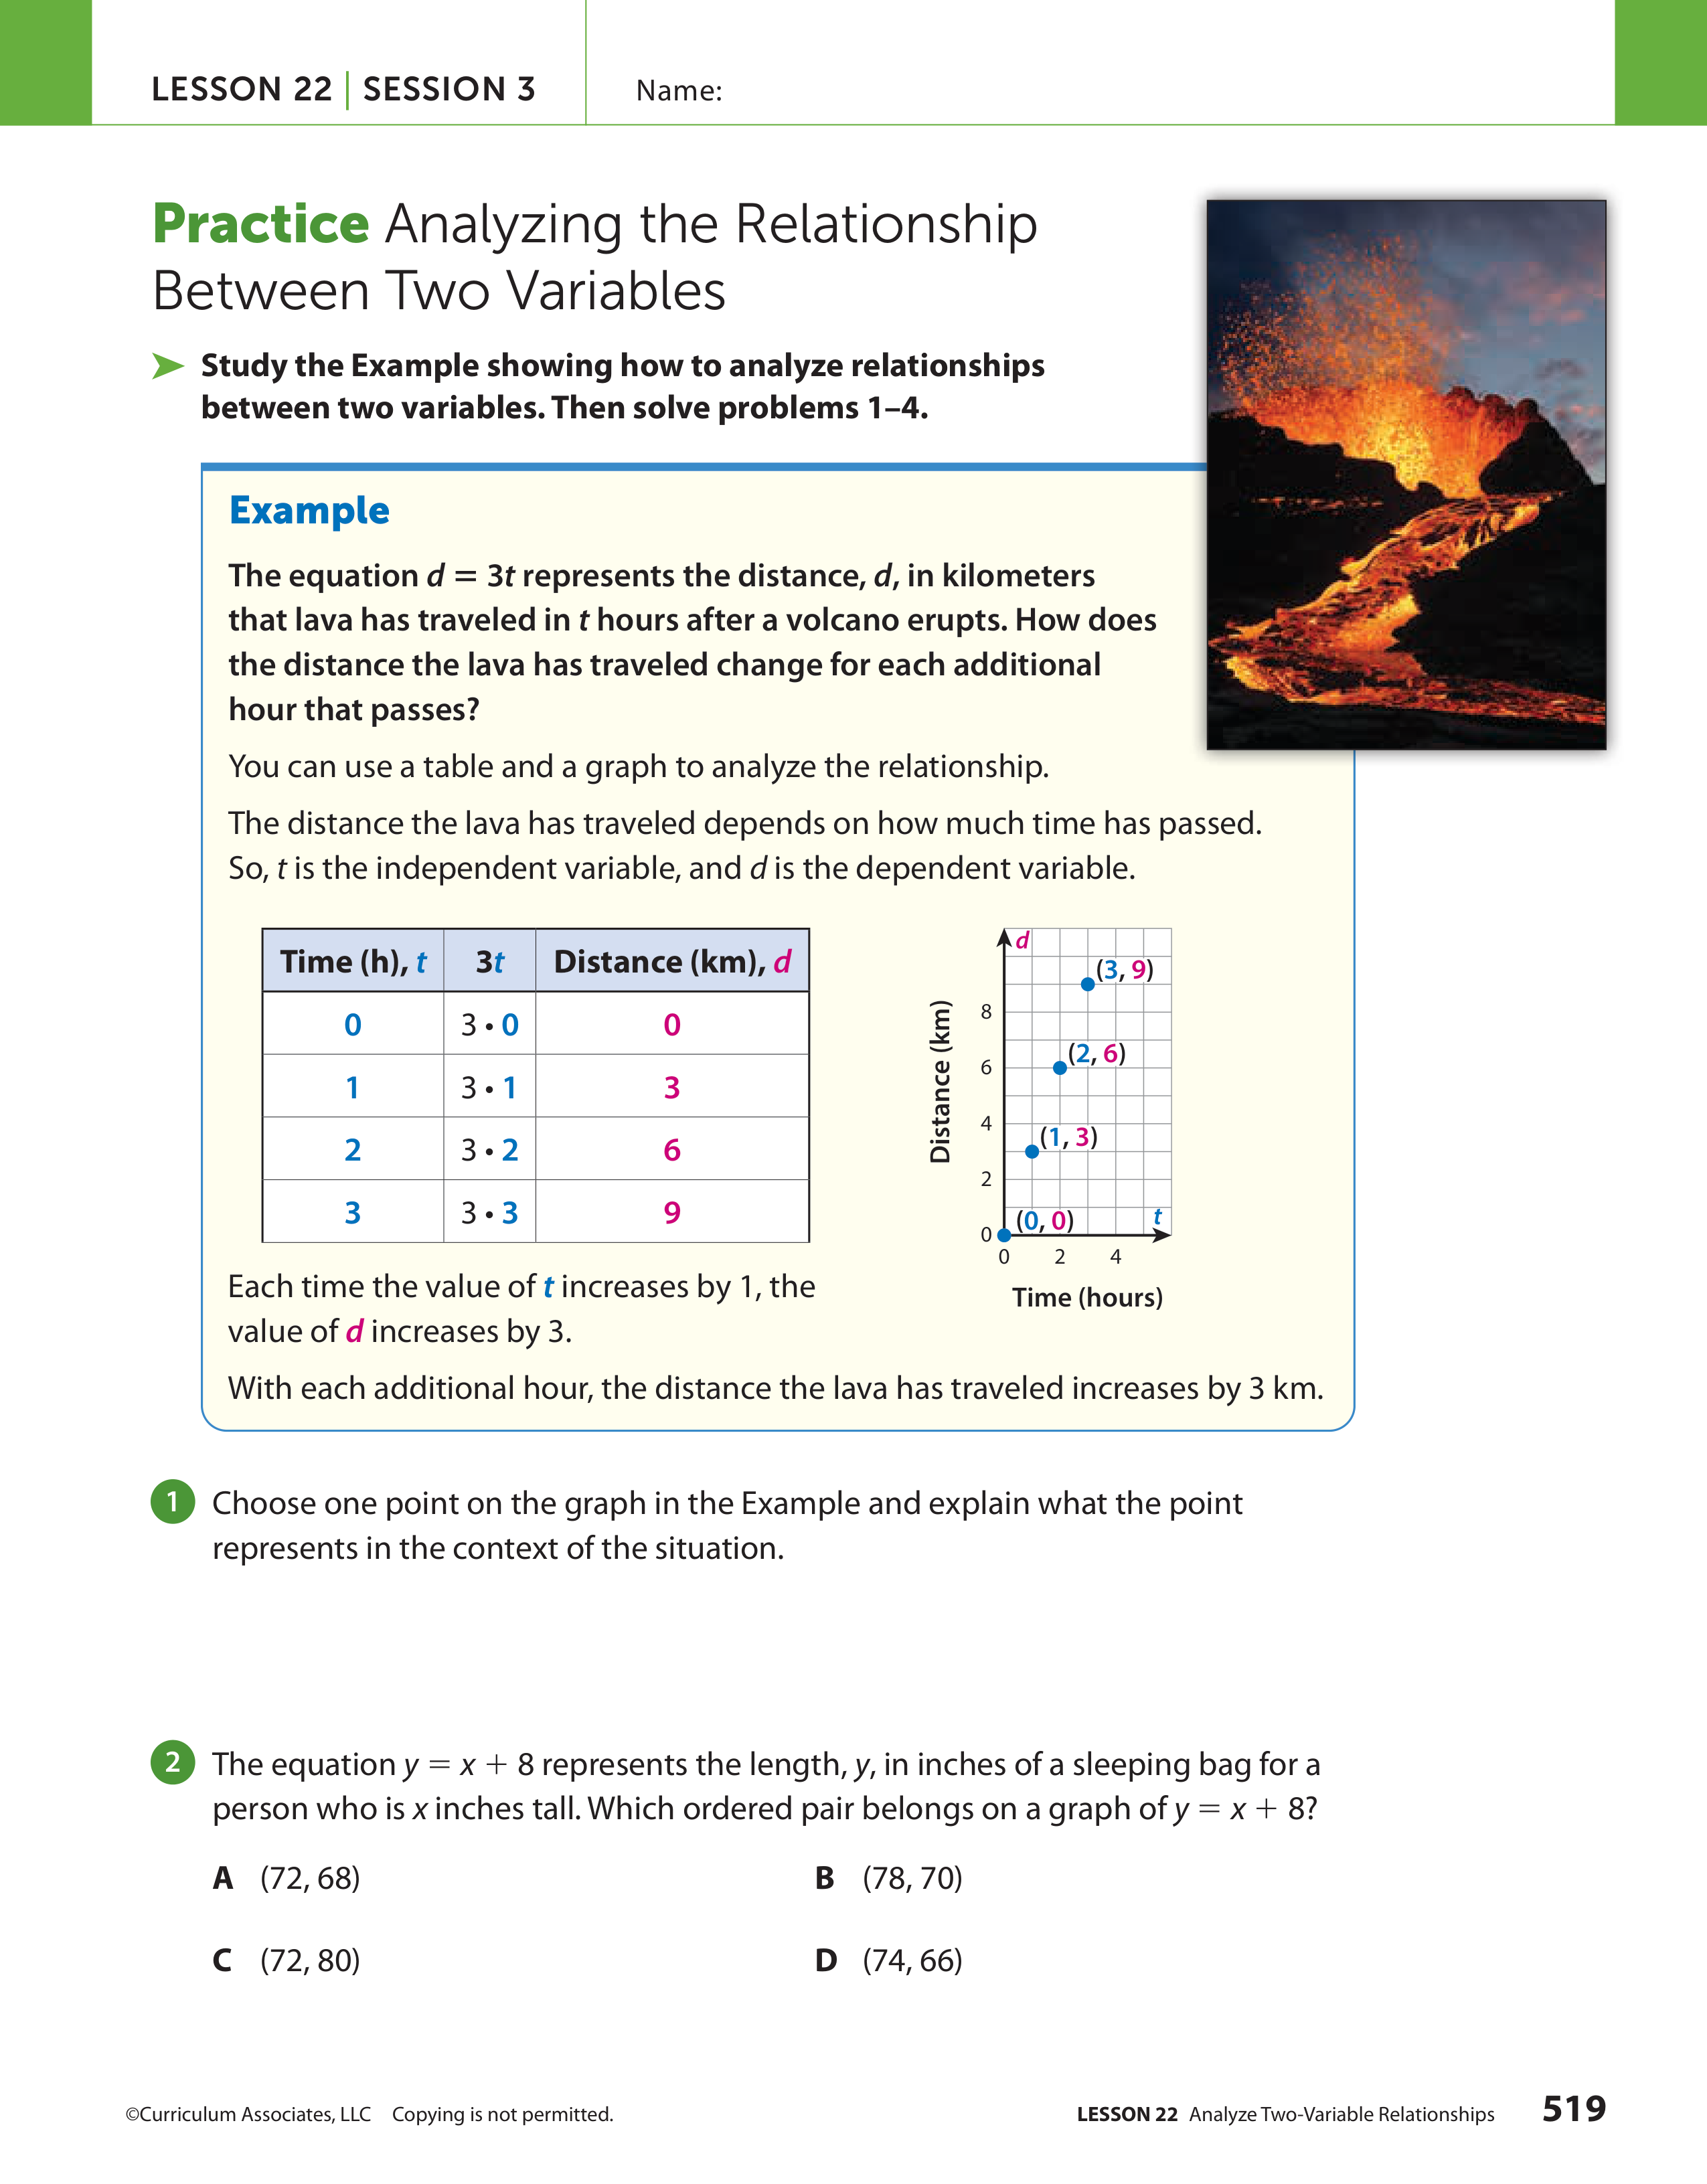 LESSON 22 | SESSION 3
Name:
Practice Analyzing the Relationship
Between Two Variables
Study the Example showing how to analyze relationships
between two variables. Then solve problems 1–4.
Example
The equation d = 3t represents the distance, d, in kilometers
that lava has traveled in t hours after a volcano erupts. How does
the distance the lava has traveled change for each additional
hour that passes?
You can use a table and a graph to analyze the relationship.
The distance the lava has traveled depends on how much time has passed.
So, t is the independent variable, and d is the dependent variable.
Time (h), t 3t Distance (km), d
0 3 • 0 0
1 3 • 1 3
2 3 • 2 6
3 3 • 3 9
d
(3, 9)
8
(2, 6)
6
4
(1, 3)
2
(0, 0)
t
0
0 2 4
Distance (km)
Time (hours)
Each time the value of t increases by 1, the
value of d increases by 3.
With each additional hour, the distance the lava has traveled increases by 3 km.
1 Choose one point on the graph in the Example and explain what the point
represents in the context of the situation.
2 The equation y = x + 8 represents the length, y, in inches of a sleeping bag for a
person who is x inches tall. Which ordered pair belongs on a graph of y = x + 8?
A (72, 68) B (78, 70)
C (72, 80) D (74, 66)
©Curriculum Associates, LLC Copying is not permitted.
LESSON 22 Analyze Two-Variable Relationships 519